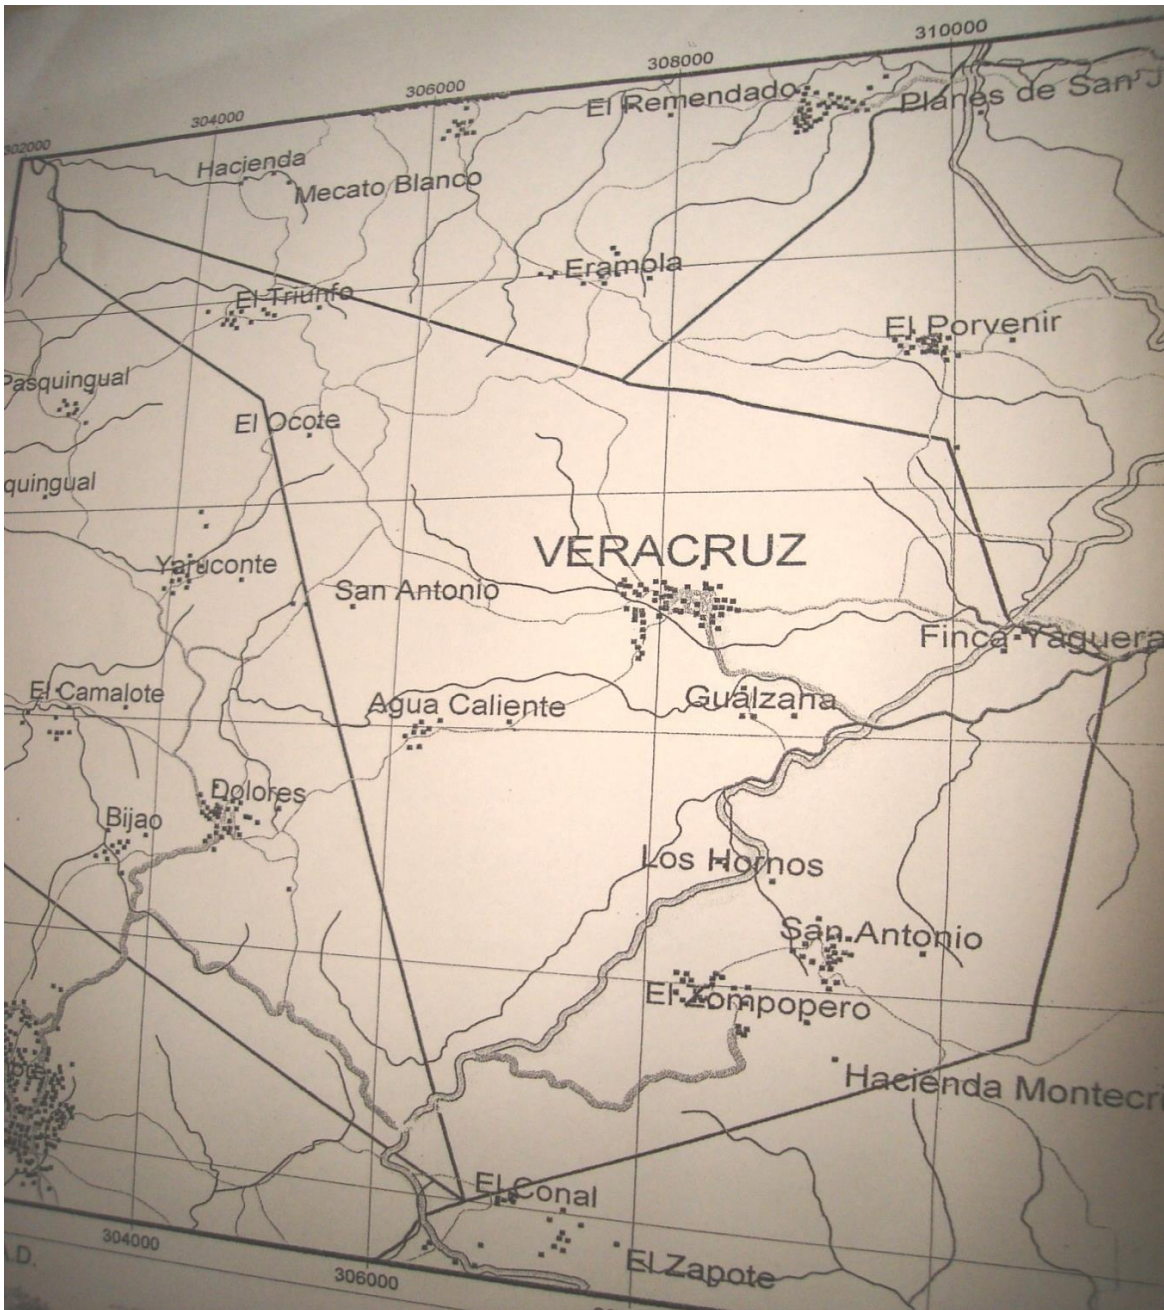 310000
308000
306000
304000
302000
El Remendado
Planes de San J
Hacienda
Mecato Blanco
Eramola
El Triunfo
El Porvenir
Pasquingual
El Ocote
quingual
VERACRUZ
Yaruconte
San Antonio
Finca Yaguera
El Camalote
Agua Caliente
Gualzana
Dolores
Bijao
Los Hornos
San Antonio
El Zompopero
Hacienda Montecri
El Conal
304000
A.D.
306000
El Zapote